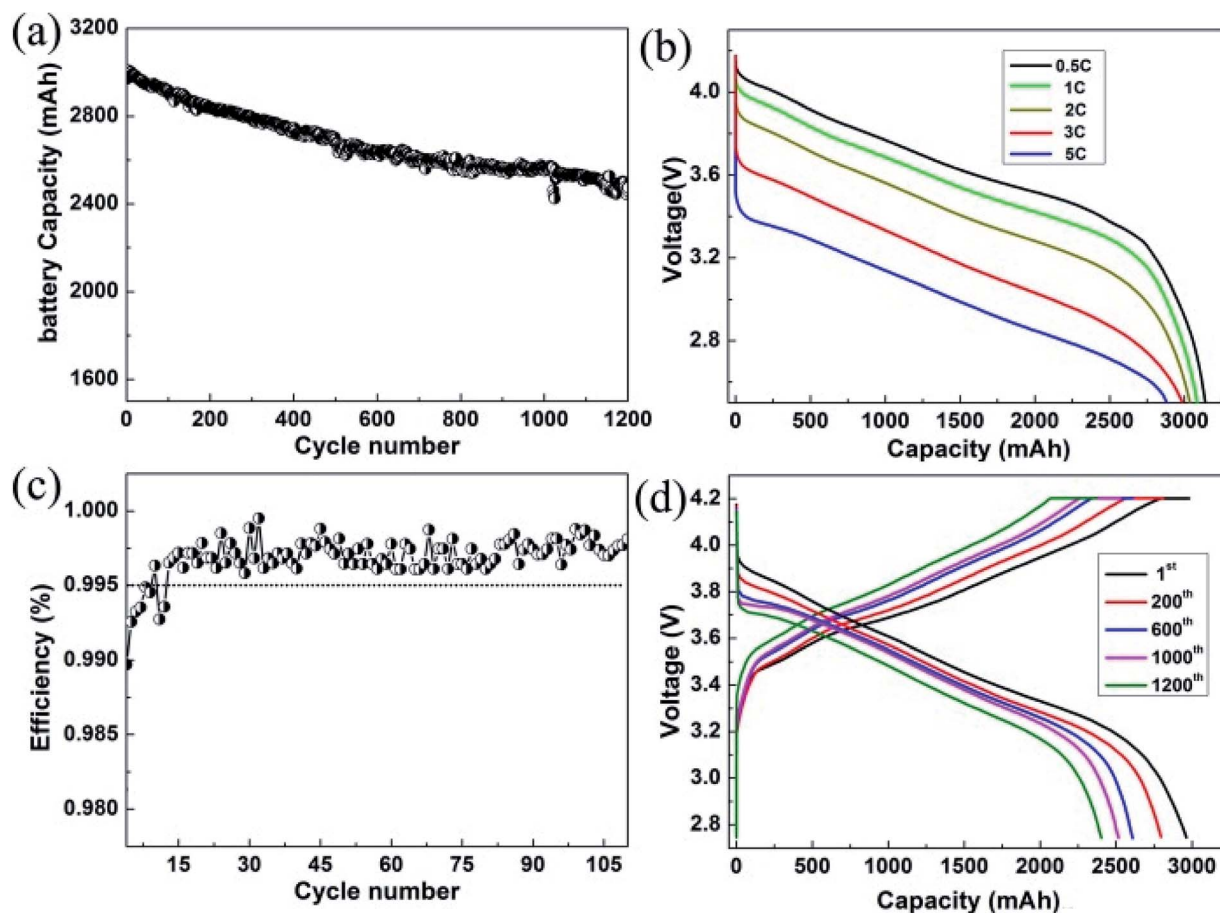 (a)
3200
2800
2400
2000
1600
battery Capacity (mAh)
0 200 400 600 800 1000 1200
Cycle number
(b)
4.0
3.6
3.2
2.8
Voltage(V)
0.5C
1C
2C
3C
5C
0 500 1000 1500 2000 2500 3000
Capacity (mAh)
(c)
1.000
0.995
0.990
0.985
0.980
Efficiency (%)
15 30 45 60 75 90 105
Cycle number
(d)
4.2
4.0
3.8
3.6
3.4
3.2
3.0
2.8
Voltage (V)
1st
200th
600th
1000th
1200th
0 500 1000 1500 2000 2500 3000
Capacity (mAh)